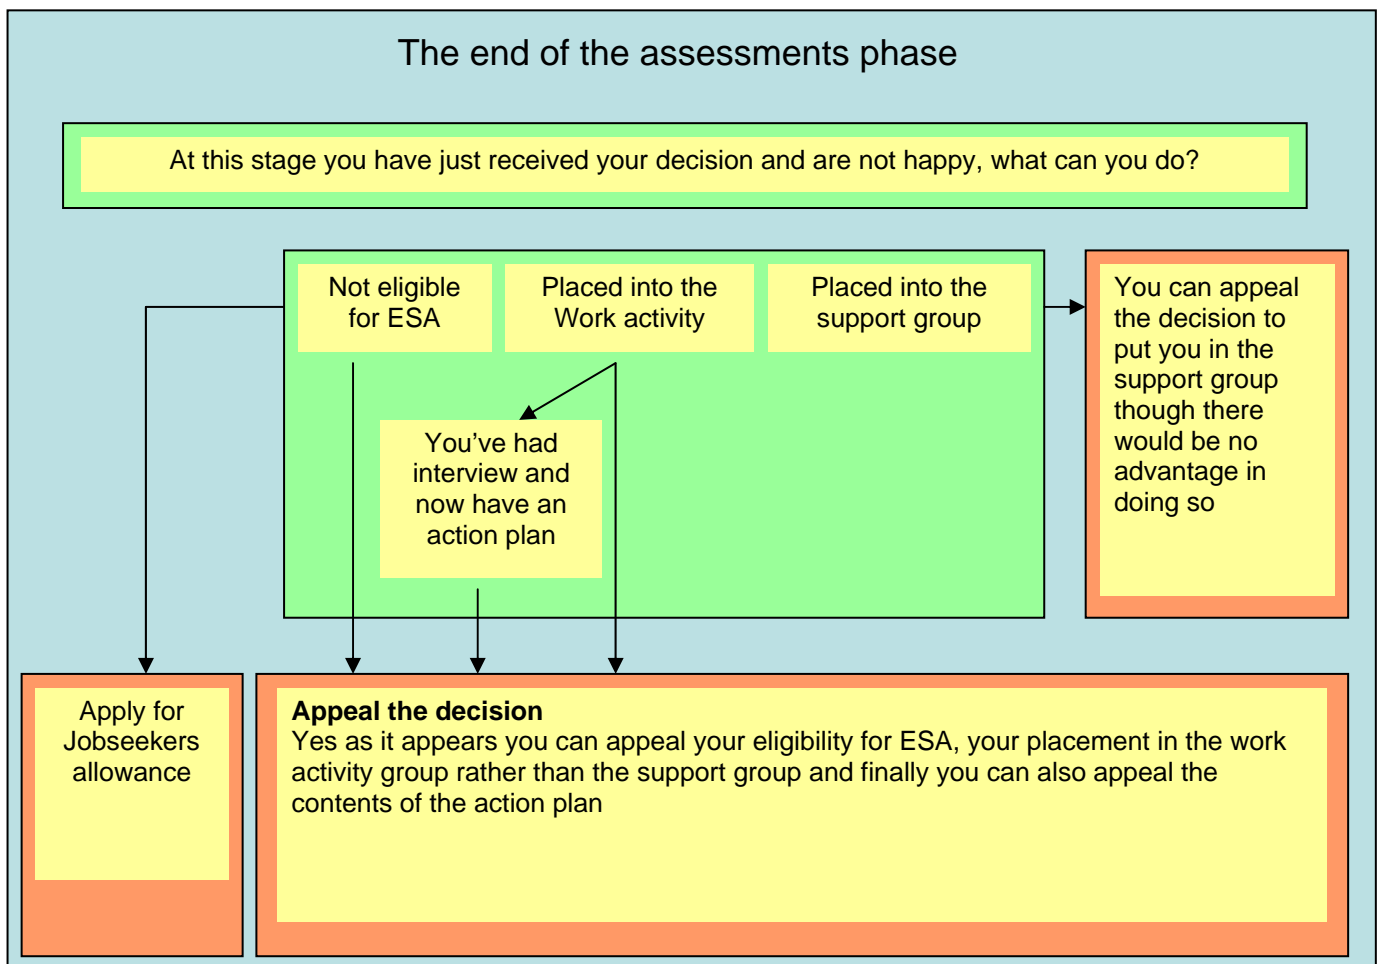 The end of the assessments phase
At this stage you have just received your decision and are not happy, what can you do?
Not eligible
for ESA
Placed into the
Work activity
Placed into the
support group
You can appeal
the decision to
put you in the
support group
though there
would be no
advantage in
doing so
You’ve had
interview and
now have an
action plan
Apply for
Jobseekers
allowance
Appeal the decision
Yes as it appears you can appeal your eligibility for ESA, your placement in the work
activity group rather than the support group and finally you can also appeal the
contents of the action plan